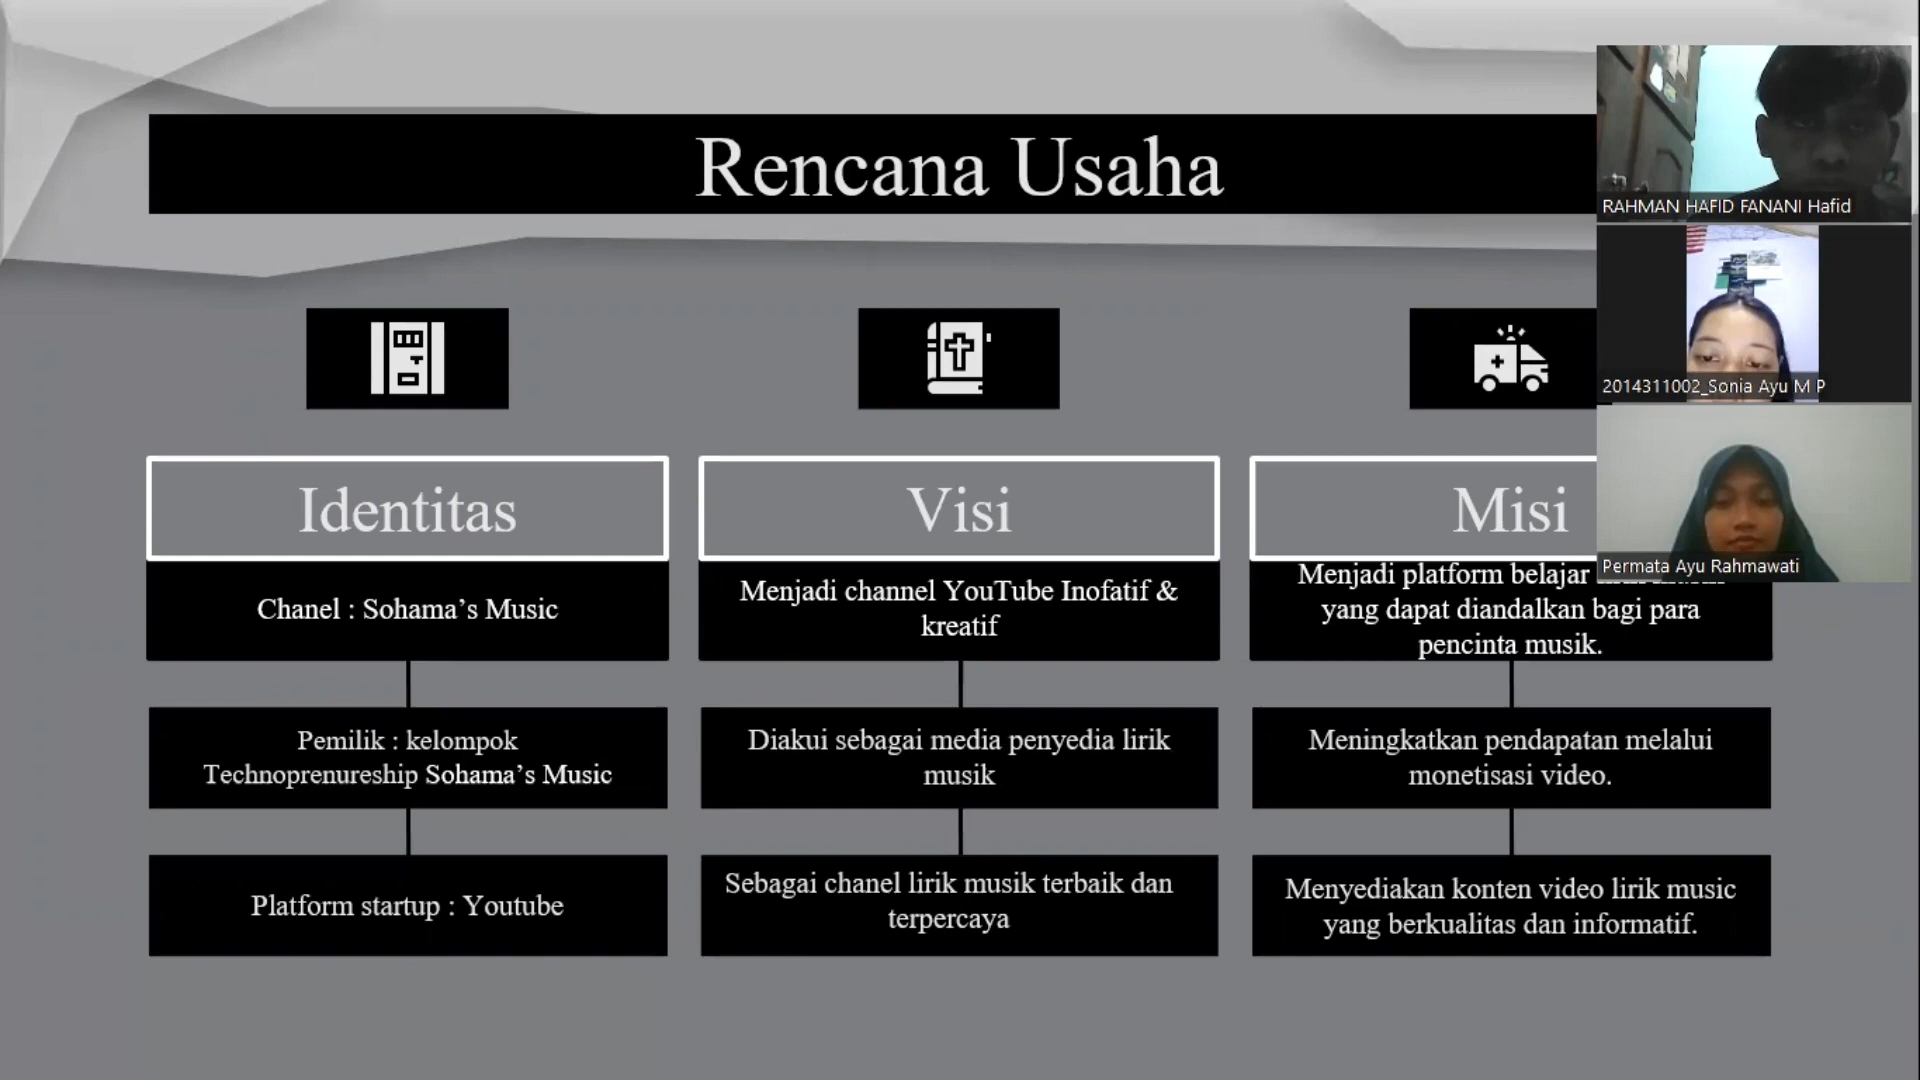 Rencana Usaha
Identitas
Chanel : Sohama’s Music
Pemilik : kelompok
Technoprenureship Sohama’s Music
Platform startup : Youtube
Visi
Menjadi channel YouTube Inofatif &
kreatif
Diakui sebagai media penyedia lirik
musik
Sebagai chanel lirik musik terbaik dan
terpercaya
Misi
Menjadi platform belajar
yang dapat diandalkan bagi para
pencinta musik.
Meningkatkan pendapatan melalui
monetisasi video.
Menyediakan konten video lirik music
yang berkualitas dan informatif.
RAHMAN HAFID FANANI Hafid
2014311002_Sonia Ayu M P
Permata Ayu Rahmawati